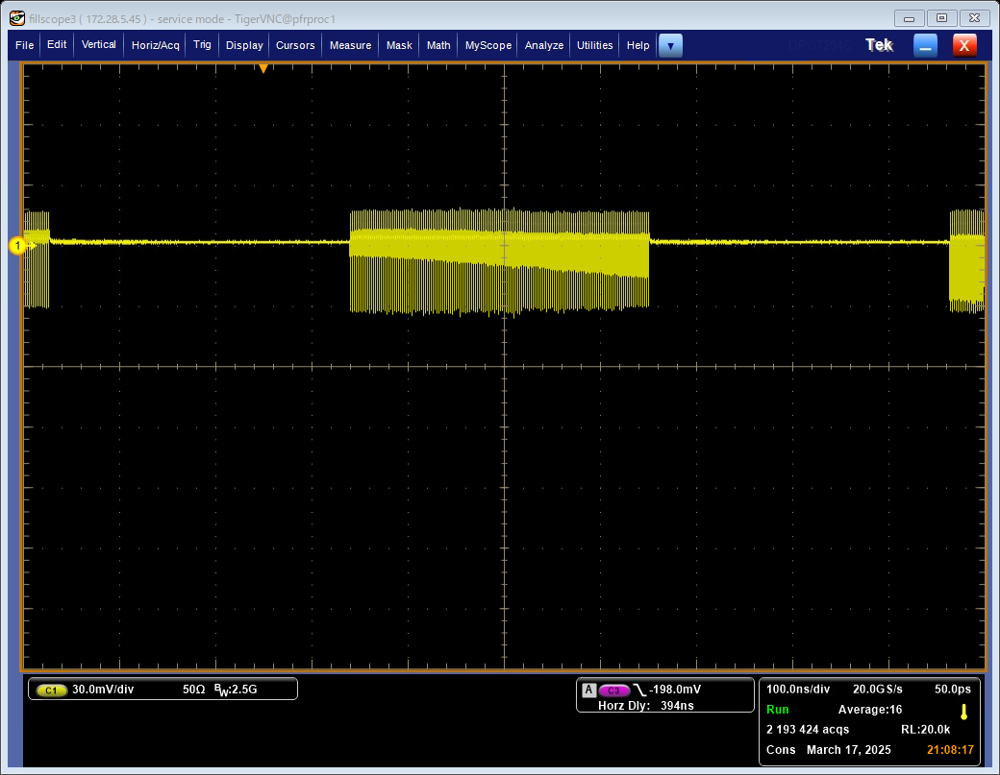 fillscope3 ( 172.28.5.45 ) - service mode - TigerVNC@pfrproc1
File Edit Vertical Horiz/Acq Trig Display Cursors Measure Mask Math MyScope Analyze Utilities Help Tek X
1
C1 30.0mV/div 50Ω BW:2.5G
A C3 -198.0mV
Horz Dly: 394ns
100.0ns/div 20.0GS/s 50.0ps
Run Average:16
2 193 424 acqs RL:20.0k
Cons March 17, 2025 21:08:17